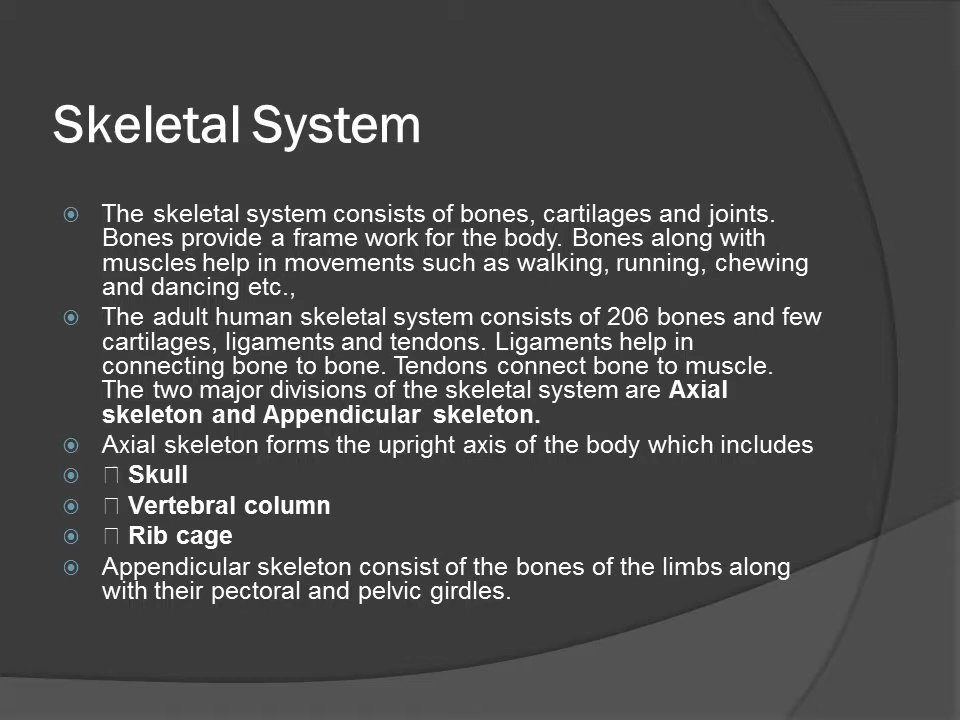 Skeletal System
The skeletal system consists of bones, cartilages and joints.
Bones provide a frame work for the body. Bones along with
muscles help in movements such as walking, running, chewing
and dancing etc.,
The adult human skeletal system consists of 206 bones and few
cartilages, ligaments and tendons. Ligaments help in
connecting bone to bone. Tendons connect bone to muscle.
The two major divisions of the skeletal system are Axial
skeleton and Appendicular skeleton.
Axial skeleton forms the upright axis of the body which includes
Skull
Vertebral column
Rib cage
Appendicular skeleton consist of the bones of the limbs along
with their pectoral and pelvic girdles.